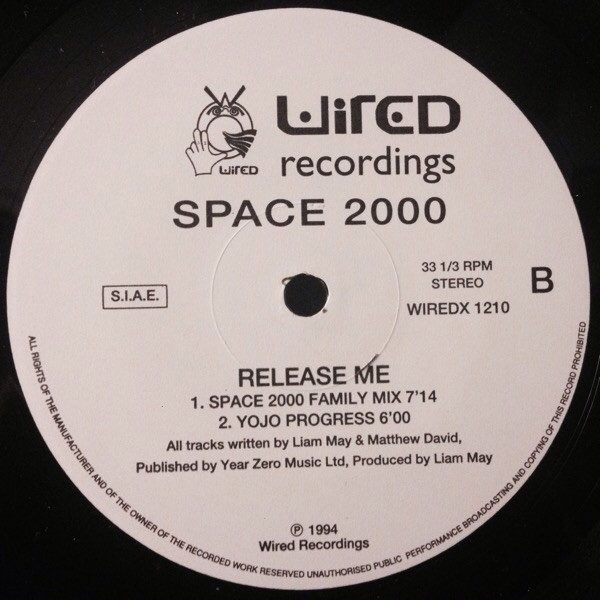 WiRED
WiRED
recordings
SPACE 2000
S.I.A.E.
33 1/3 RPM
STEREO
B
WIREDX 1210
RELEASE ME
1. SPACE 2000 FAMILY MIX 7'14
2. YOJO PROGRESS 6'00
All tracks written by Liam May & Matthew David,
Published by Year Zero Music Ltd, Produced by Liam May
℗ 1994
Wired Recordings
ALL RIGHTS OF THE MANUFACTURER AND OF THE OWNER OF THE RECORDED WORK RESERVED UNAUTHORISED PUBLIC PERFORMANCE BROADCASTING AND COPYING OF THIS RECORD PROHIBITED